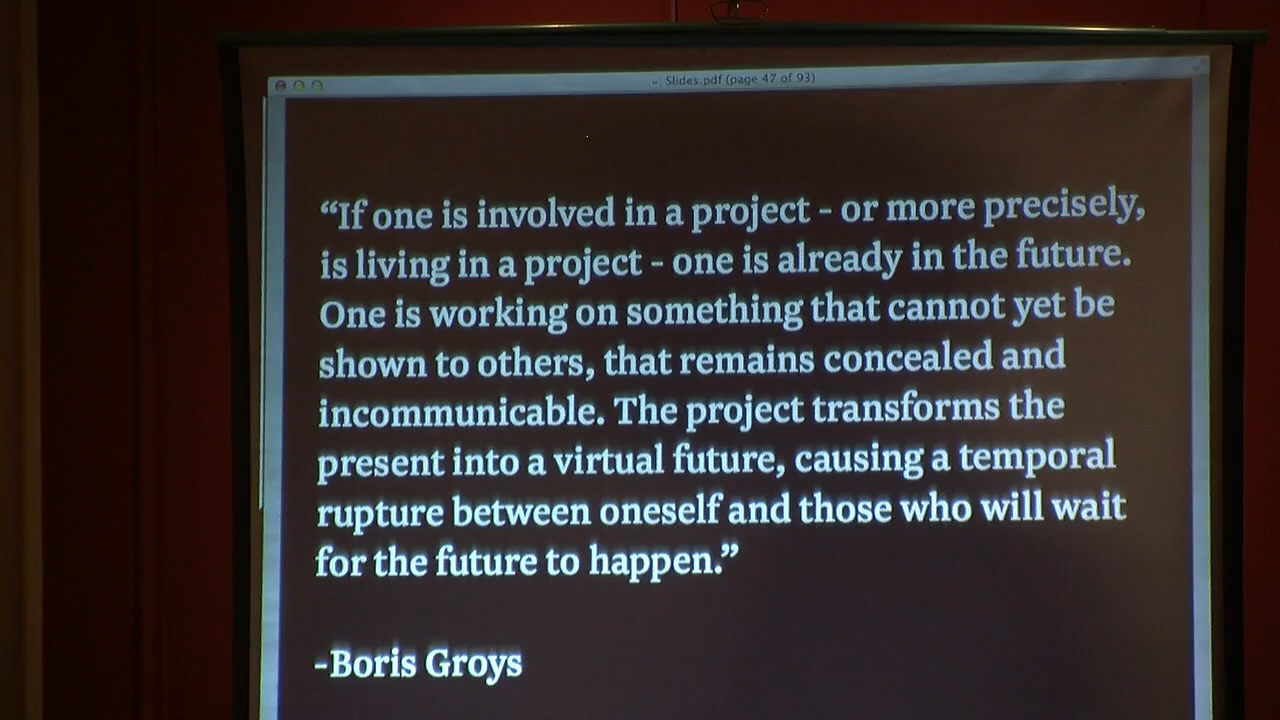 Slides.pdf (page 47 of 93)
“If one is involved in a project - or more precisely,
is living in a project - one is already in the future.
One is working on something that cannot yet be
shown to others, that remains concealed and
incommunicable. The project transforms the
present into a virtual future, causing a temporal
rupture between oneself and those who will wait
for the future to happen.”
-Boris Groys